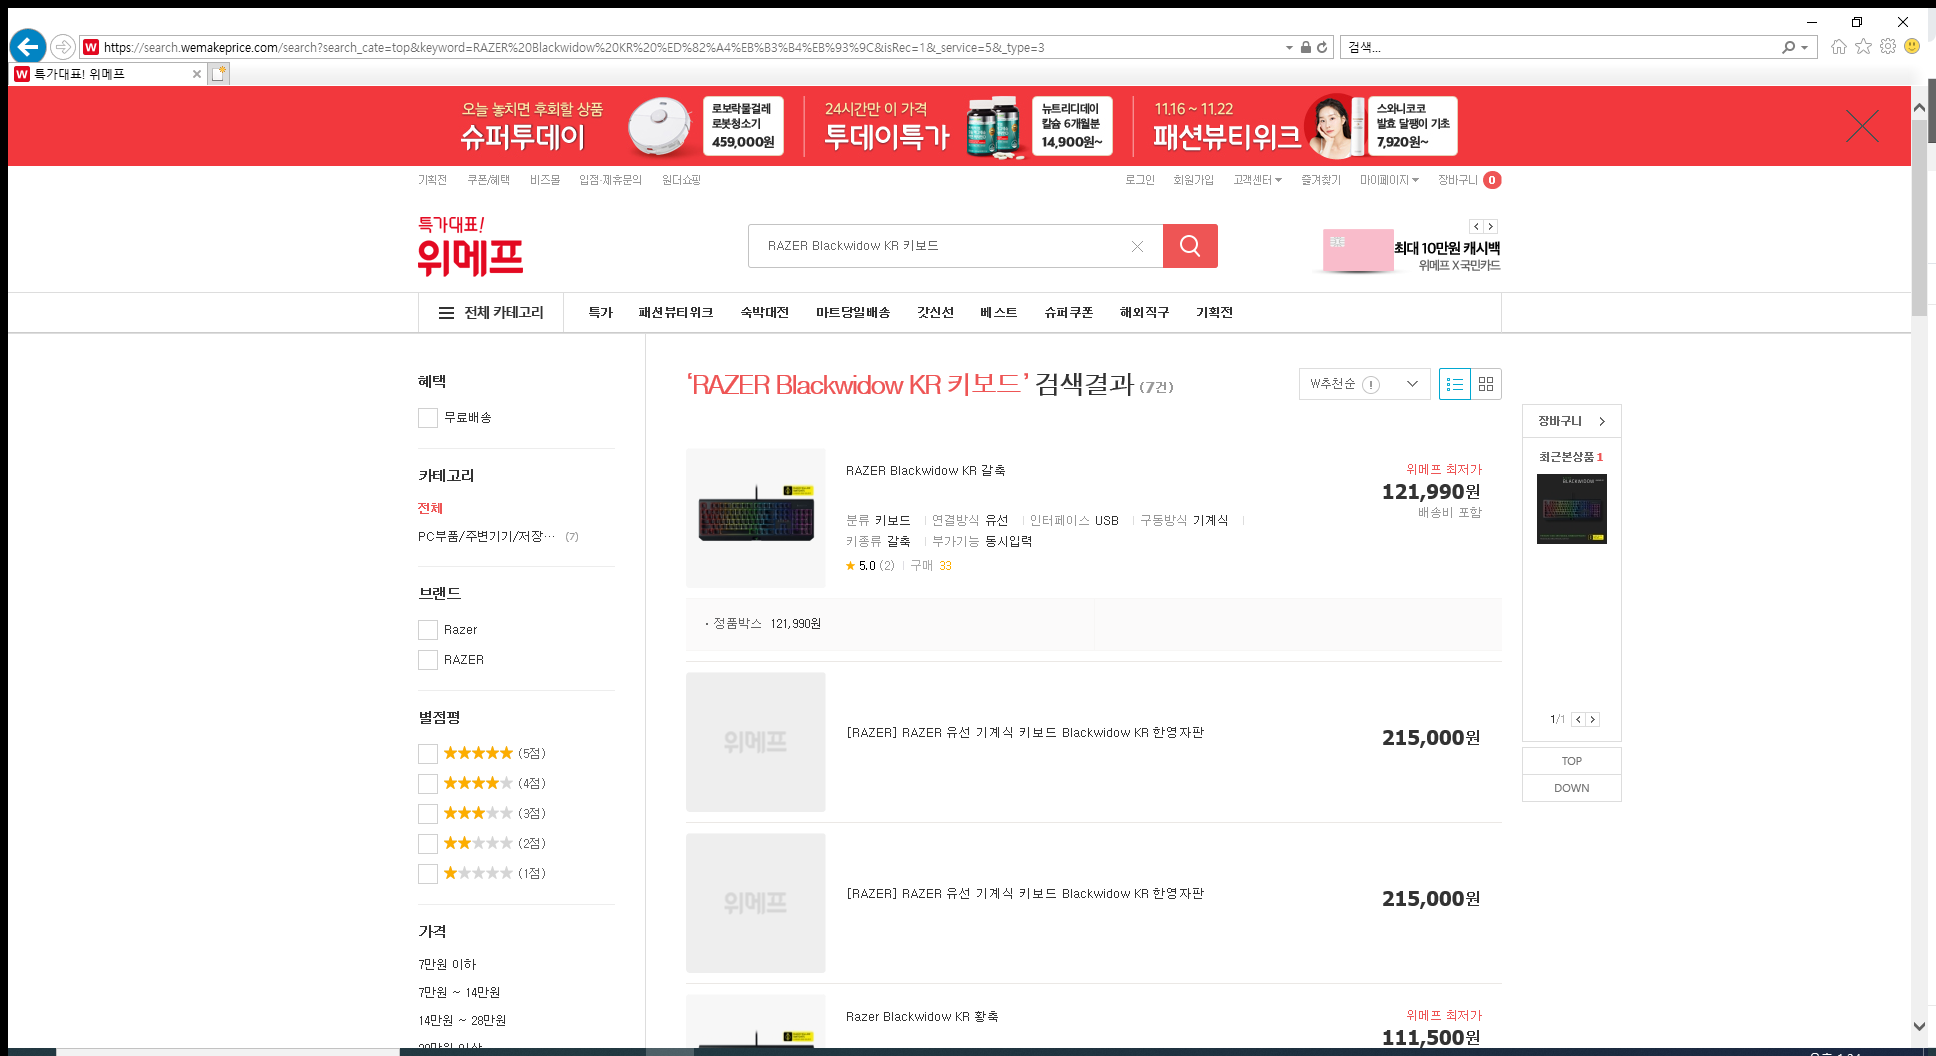 https://search.wemakeprice.com/search?search_cate=top&keyword=RAZER%20Blackwidow%20KR%20%ED%82%A4%EB%B3%B4%EB%93%9C&isRec=1&_service=5&_type=3
검색...
특가대표! 위메프
오늘 놓치면 후회할 상품
슈퍼투데이
로보락물걸레
로봇청소기
459,000원
24시간만 이 가격
투데이특가
뉴트리디데이
칼슘 6개월분
14,900원~
11.16 ~ 11.22
패션뷰티위크
스와니코코
발효 달팽이 기초
7,920원~
기획전 쿠폰/혜택 비즈몰 입점·제휴문의 원더쇼핑
로그인 회원가입 고객센터 즐겨찾기 마이페이지 장바구니 0
특가대표!
위메프
RAZER Blackwidow KR 키보드
최대 10만원 캐시백
위메프 X 국민카드
전체 카테고리 특가 패션뷰티위크 숙박대전 마트당일배송 갓신선 베스트 슈퍼쿠폰 해외직구 기획전
혜택
무료배송
카테고리
전체
PC부품/주변기기/저장… (7)
브랜드
Razer
RAZER
별점평
(5점)
(4점)
(3점)
(2점)
(1점)
가격
7만원 이하
7만원 ~ 14만원
14만원 ~ 28만원
‘RAZER Blackwidow KR 키보드’ 검색결과 (7건)
W추천순
RAZER Blackwidow KR 갈축
위메프 최저가
121,990원
배송비 포함
분류 키보드 연결방식 유선 인터페이스 USB 구동방식 기계식
키종류 갈축 부가기능 동시입력
5.0 (2) 구매 33
· 정품박스 121,990원
위메프
[RAZER] RAZER 유선 기계식 키보드 Blackwidow KR 한영자판
215,000원
위메프
[RAZER] RAZER 유선 기계식 키보드 Blackwidow KR 한영자판
215,000원
Razer Blackwidow KR 황축
위메프 최저가
111,500원
장바구니
최근본상품 1
BLACKWIDOW
1/1
TOP
DOWN